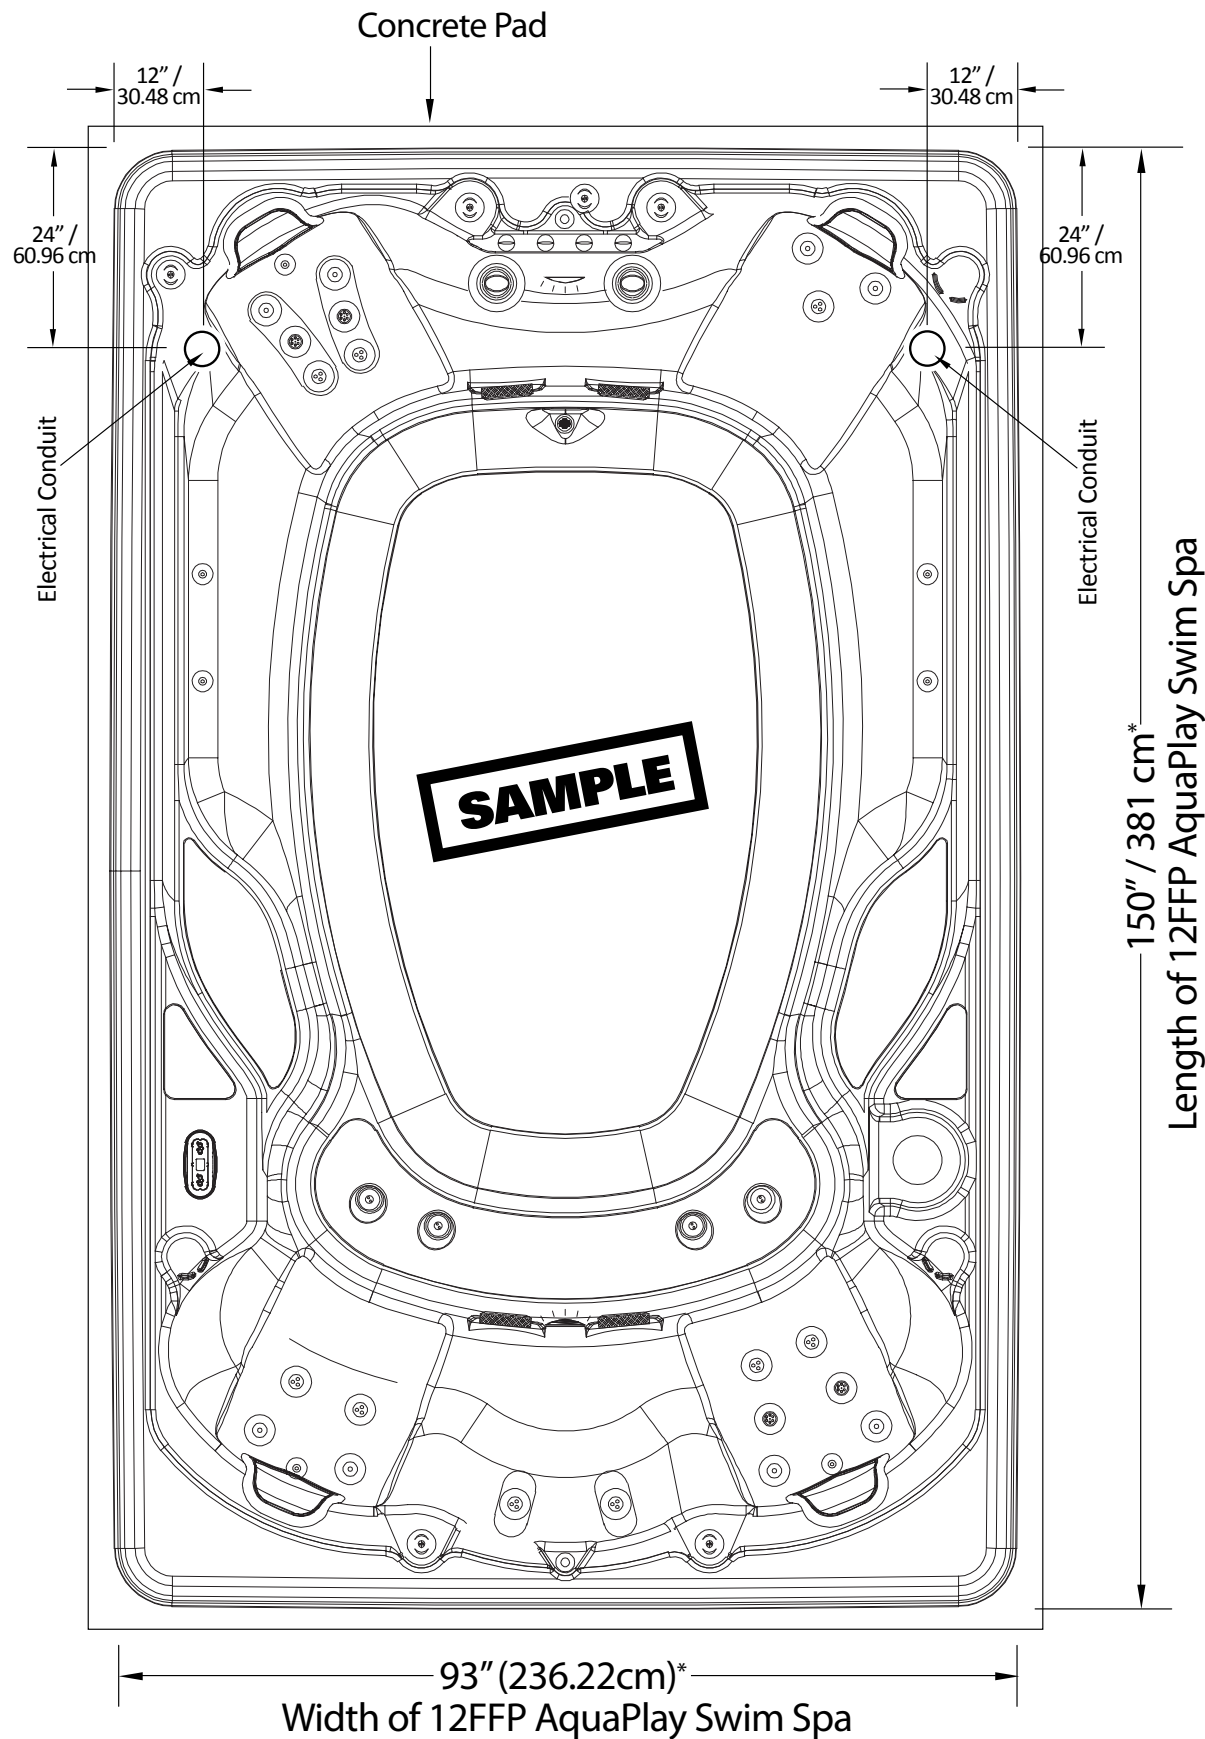 Concrete Pad
12” /
30.48 cm
12” /
30.48 cm
24” /
60.96 cm
24” /
60.96 cm
Electrical Conduit
Electrical Conduit
SAMPLE
150” / 381 cm*
Length of 12FFP AquaPlay Swim Spa
93” (236.22cm)*
Width of 12FFP AquaPlay Swim Spa